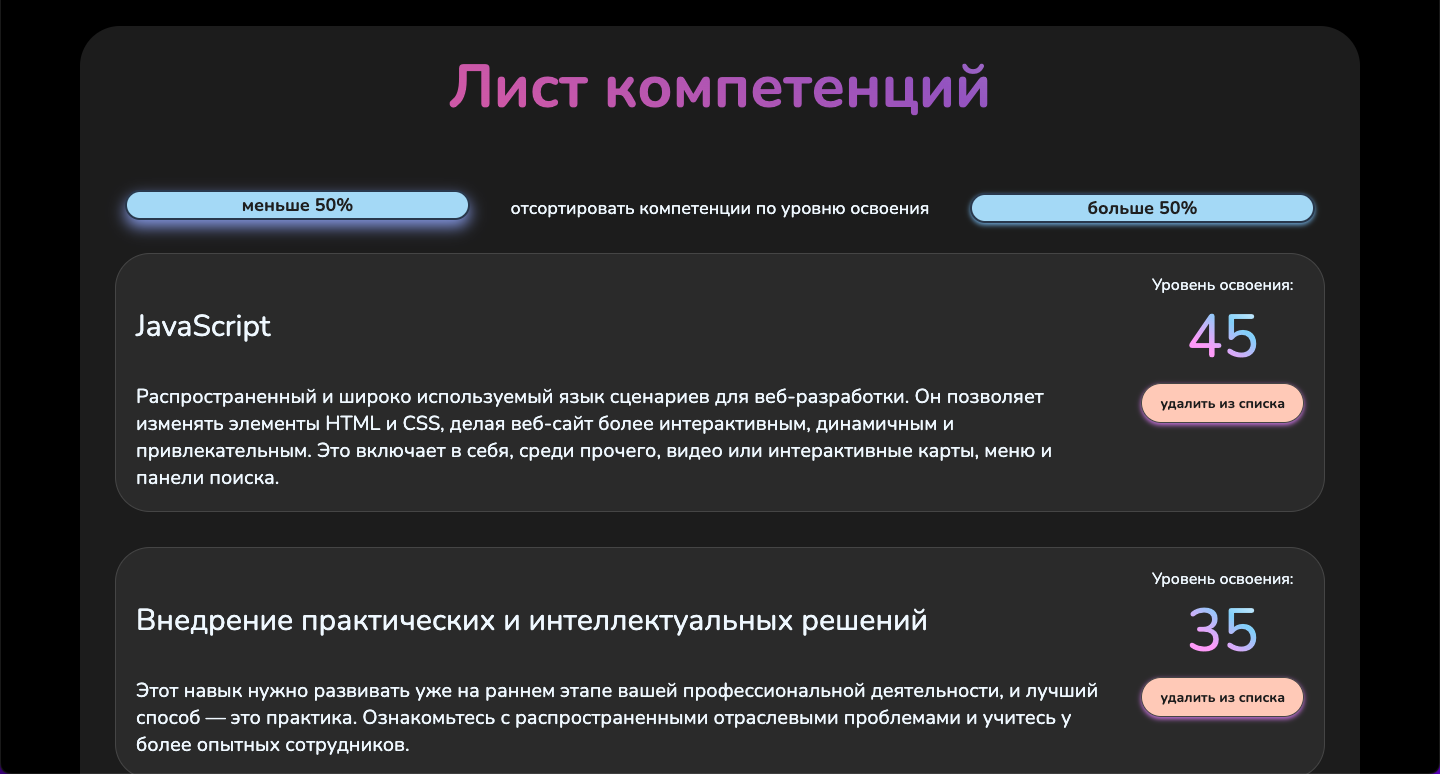 Лист компетенций
меньше 50%
отсортировать компетенции по уровню освоения
больше 50%
Уровень освоения:
JavaScript
45
удалить из списка
Распространенный и широко используемый язык сценариев для веб-разработки. Он позволяет
изменять элементы HTML и CSS, делая веб-сайт более интерактивным, динамичным и
привлекательным. Это включает в себя, среди прочего, видео или интерактивные карты, меню и
панели поиска.
Уровень освоения:
Внедрение практических и интеллектуальных решений
35
удалить из списка
Этот навык нужно развивать уже на раннем этапе вашей профессиональной деятельности, и лучший
способ — это практика. Ознакомьтесь с распространенными отраслевыми проблемами и учитесь у
более опытных сотрудников.